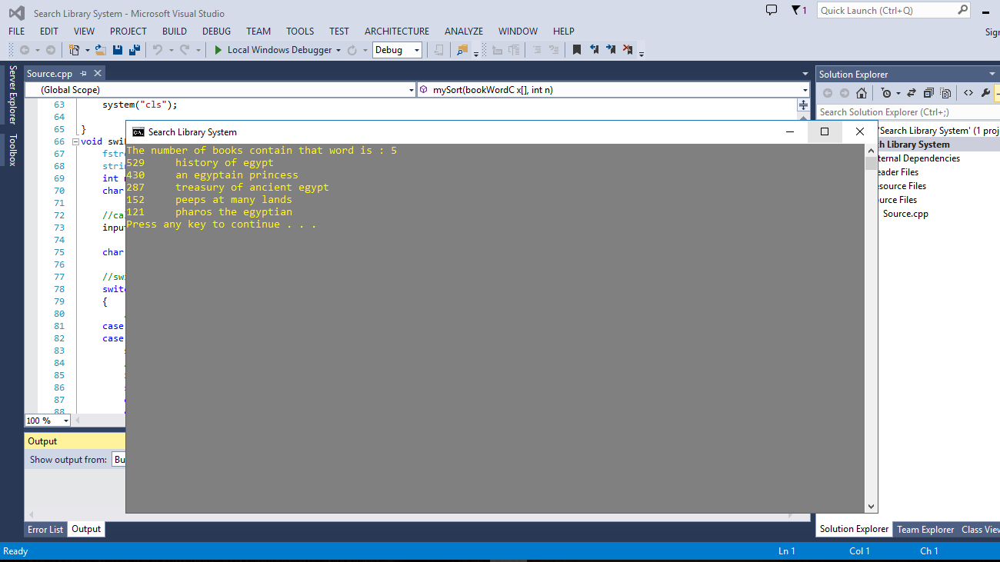 Search Library System - Microsoft Visual Studio
1
Quick Launch (Ctrl+Q)
FILE EDIT VIEW PROJECT BUILD DEBUG TEAM TOOLS TEST ARCHITECTURE ANALYZE WINDOW HELP
Sig
Local Windows Debugger
Debug
Server Explorer
Toolbox
Source.cpp
(Global Scope)
mySort(bookWordC x[], int n)
63 system("cls");
64
65 }
66 void swi
67 fstre
68 strin
69 int
70 char
71
72 //ca
73 input
74
75 char
76
77 //sw
78 switc
79 {
80
81 case
82 case
83
84
85
86
87
88
100 %
Search Library System
The number of books contain that word is : 5
529 history of egypt
430 an egyptain princess
287 treasury of ancient egypt
152 peeps at many lands
121 pharos the egyptian
Press any key to continue . . .
Solution Explorer
Search Solution Explorer (Ctrl+;)
'Search Library System' (1 proj
h Library System
ternal Dependencies
eader Files
esource Files
ource Files
Source.cpp
Output
Show output from: Bu
Error List Output
Solution Explorer Team Explorer Class View
Ready
Ln 1 Col 1 Ch 1